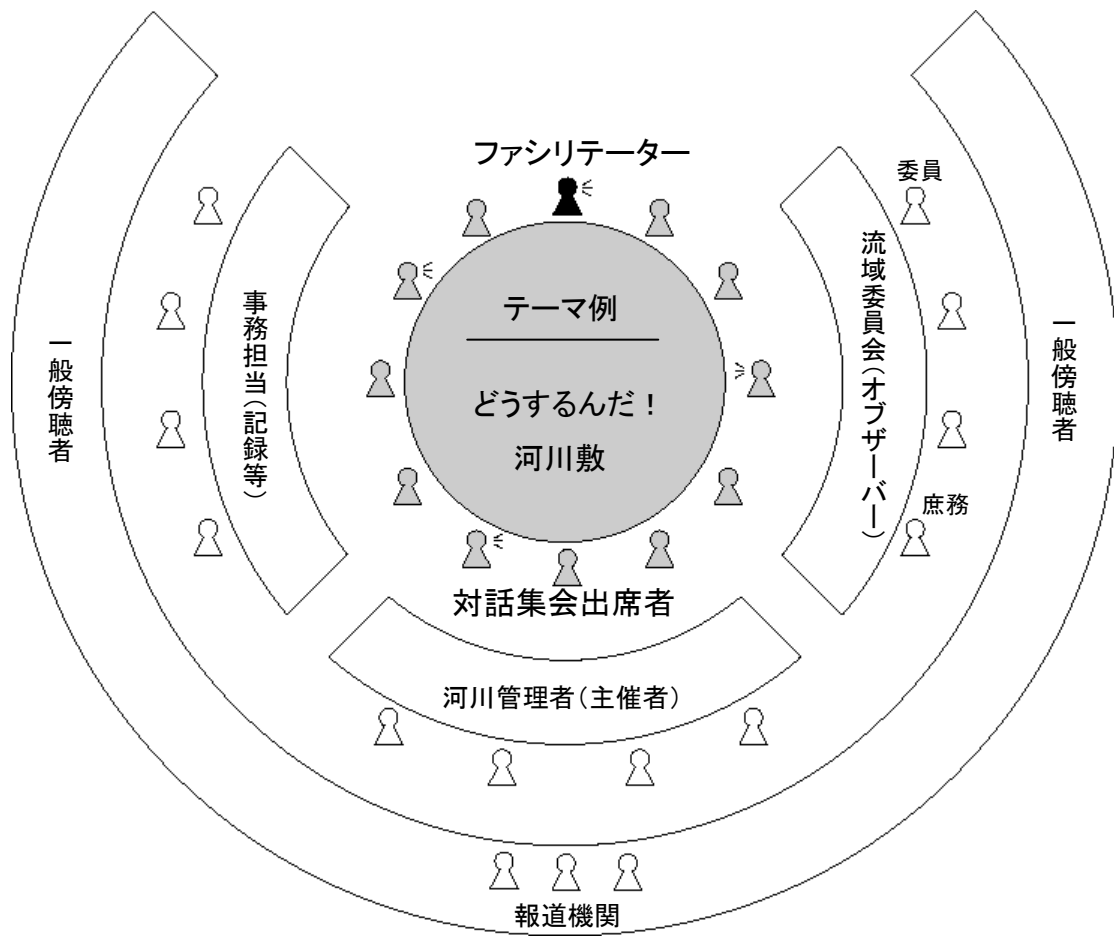 ファシリテーター
委員
テーマ例
どうするんだ！
河川敷
事務担当（記録等）
流域委員会（オブザーバー）
一般傍聴者
一般傍聴者
庶務
対話集会出席者
河川管理者（主催者）
報道機関